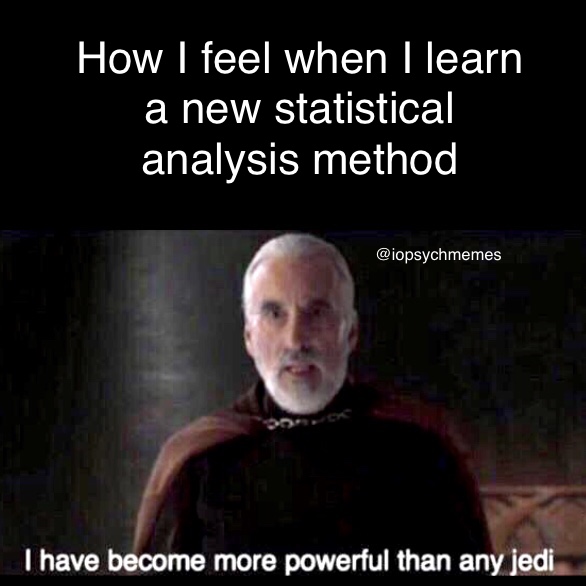 How I feel when I learn
a new statistical
analysis method
@iopsychmemes
I have become more powerful than any jedi